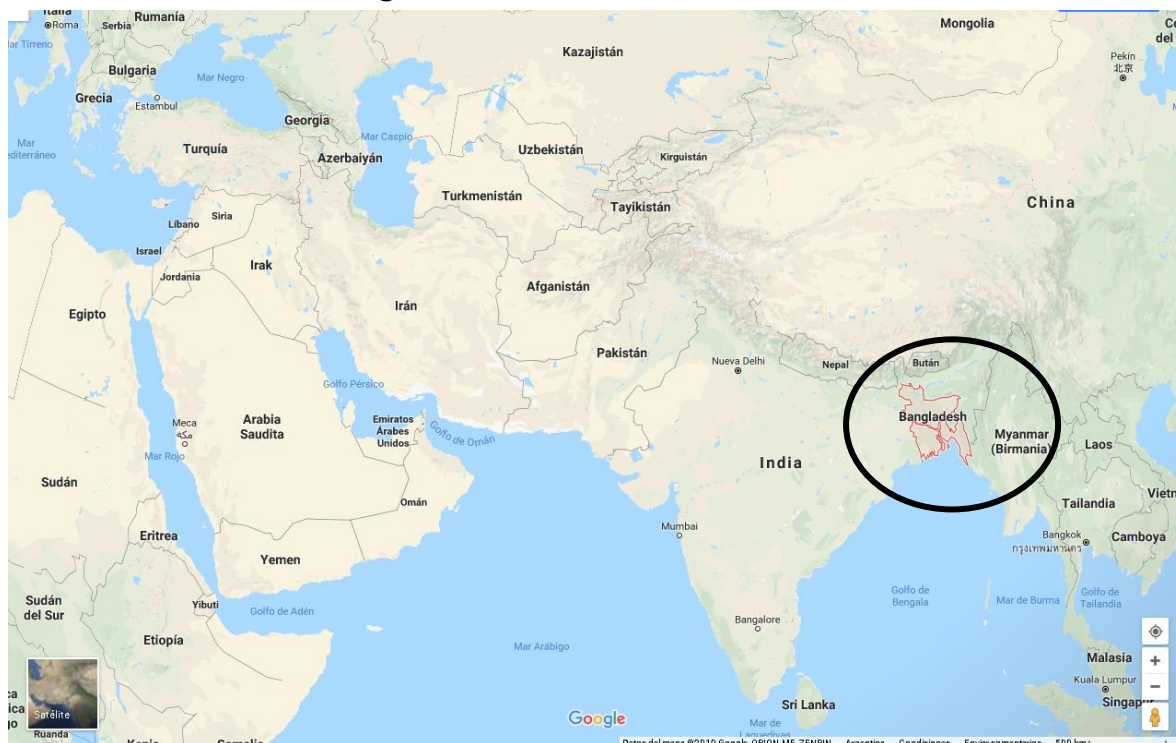 Roma
Serbia
Rumanía
Mongolia
Kazajistán
Pekín
北京
Bulgaria
Mar Negro
Grecia
Estambul
Georgia
Mar Caspio
Mar
Turquía
Azerbaiyán
Uzbekistán
Kirguistán
Turkmenistán
Tayikistán
China
Líbano
Siria
Israel
Irak
Jordania
Afganistán
Irán
Egipto
Pakistán
Nueva Delhi
Nepal
Bután
Golfo Pérsico
Meca
مكة
Arabia
Saudita
Emiratos
Árabes
Unidos
Golfo de Omán
Bangladesh
Myanmar
(Birmania)
Laos
Mar Rojo
India
Sudán
Omán
Tailandia
Mumbai
Eritrea
Yemen
Bangkok
กรุงเทพมหานคร
Camboya
Sudán
del Sur
Yibuti
Golfo de Adén
Golfo de
Bengala
Mar de Burma
Golfo de
Tailandia
Etiopía
Bangalore
Mar Arábigo
Malasia
Kuala Lumpur
Satélite
Sri Lanka
Google
Mar de
Ruanda